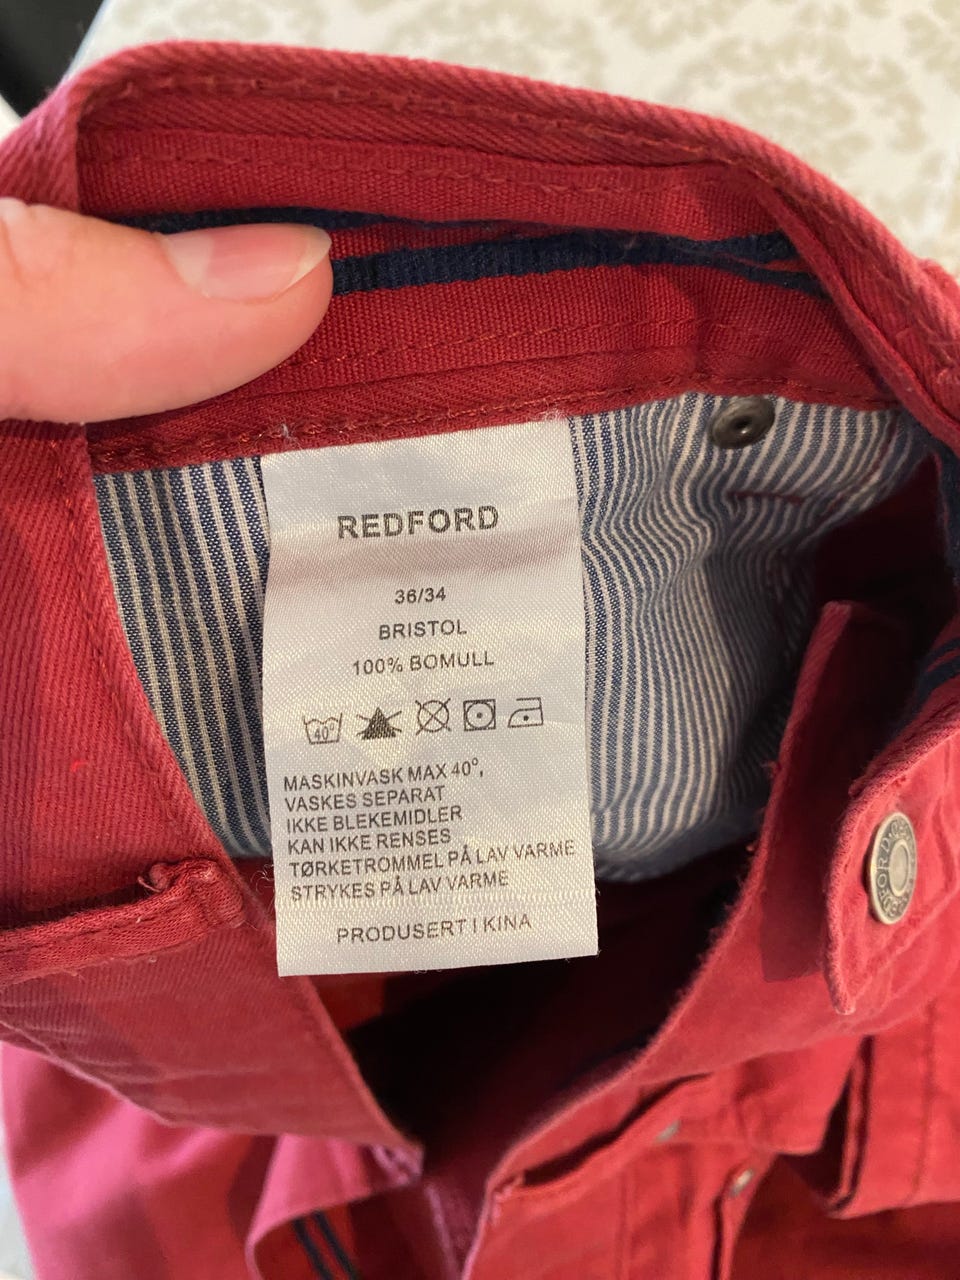 REDFORD
36/34
BRISTOL
100% BOMULL
40°
MASKINVASK MAX 40°,
VASKES SEPARAT
IKKE BLEKEMIDLER
KAN IKKE RENSES
TØRKETROMMEL PÅ LAV VARME
STRYKES PÅ LAV VARME
PRODUSERT I KINA